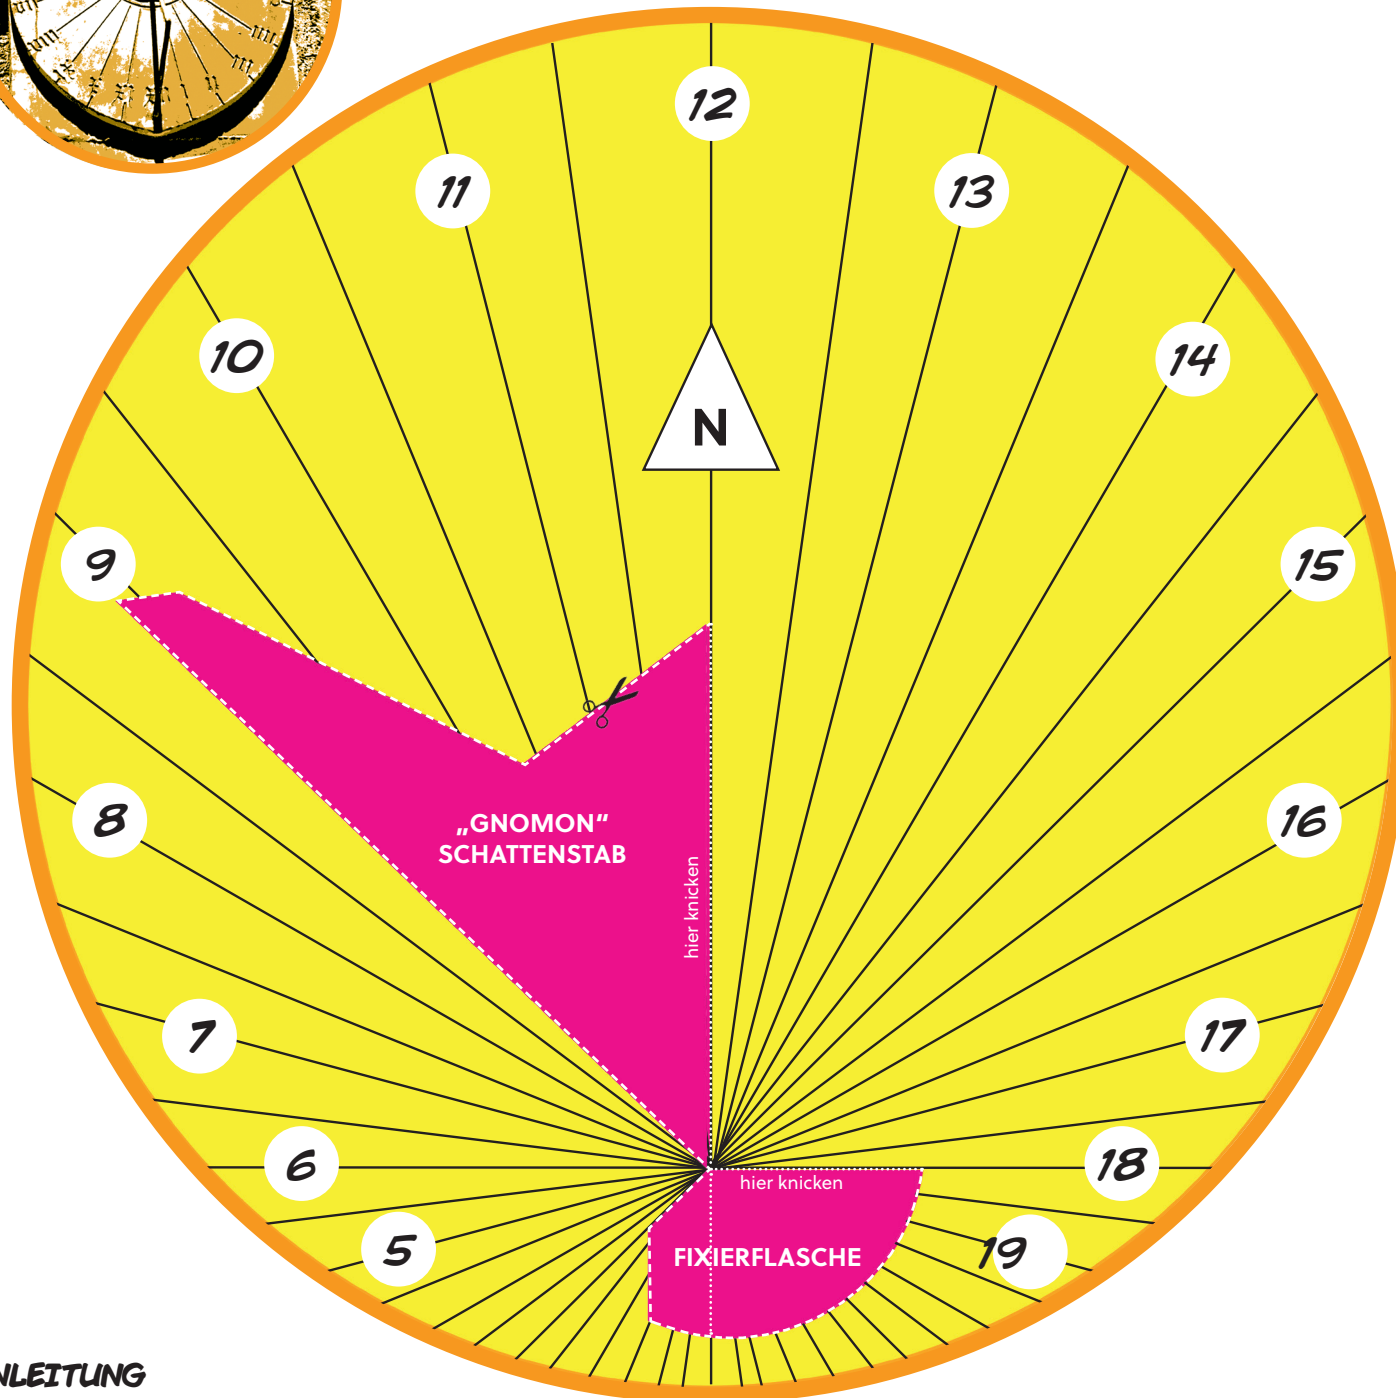 12
11
13
10
14
N
9
15
8
16
„GNOMON“
SCHATTENSTAB
hier knicken
7
17
6
18
hier knicken
5
19
FIXIERFLASCHE
NLEITUNG